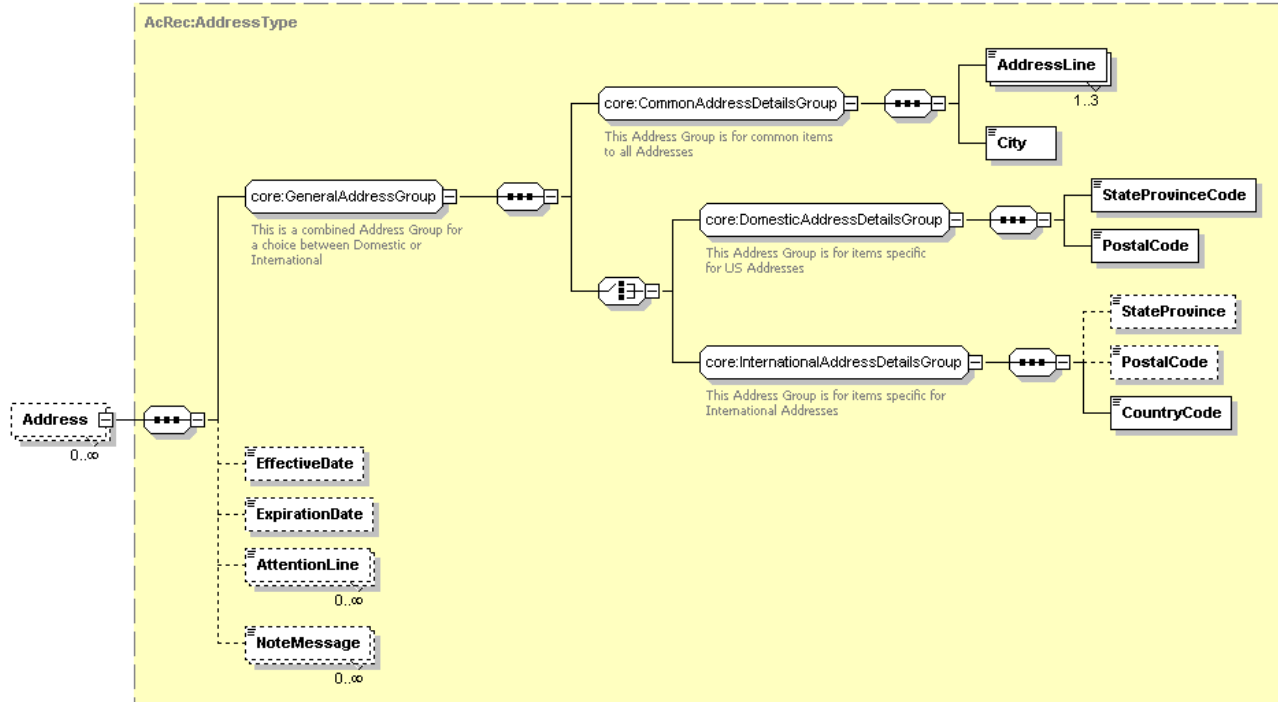 AcRec:AddressType
AddressLine
1..3
core:CommonAddressDetailsGroup
This Address Group is for common items
to all Addresses
City
core:GeneralAddressGroup
This is a combined Address Group for
a choice between Domestic or
International
StateProvinceCode
core:DomesticAddressDetailsGroup
This Address Group is for items specific
for US Addresses
PostalCode
StateProvince
core:InternationalAddressDetailsGroup
This Address Group is for items specific for
International Addresses
PostalCode
CountryCode
Address
0..∞
EffectiveDate
ExpirationDate
AttentionLine
0..∞
NoteMessage
0..∞